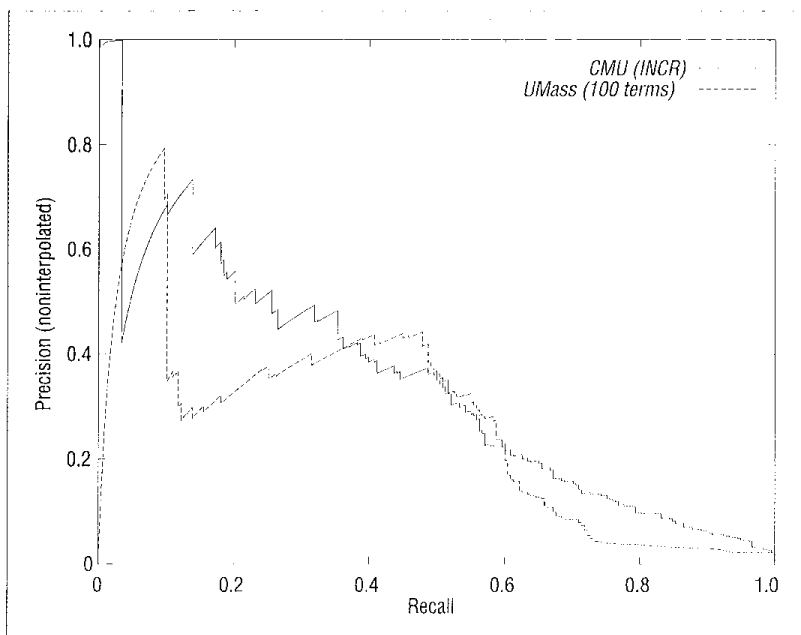 1.0
CMU (INCR)
UMass (100 terms)
0.8
0.6
0.4
0.2
0
Precision (noninterpolated)
0 0.2 0.4 0.6 0.8 1.0
Recall